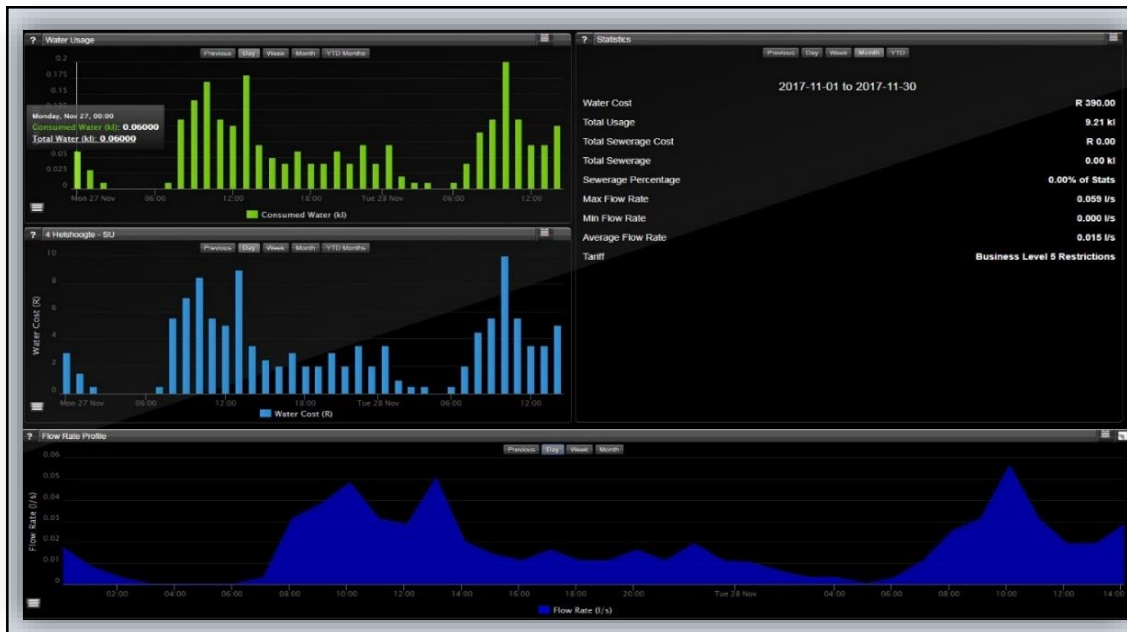 ? Water Usage
Previous Day Week Month YTD Months
0.2
0.175
0.15
0.05
0.025
0
Monday, Nov 27, 00:00
Consumed Water (kl): 0.06000
Total Water (kl): 0.06000
Mon 27 Nov 06:00 12:00 18:00 Tue 28 Nov 06:00 12:00
Consumed Water (kl)
? 4 Helshoogte - SU
Previous Day Week Month YTD Months
Water Cost (R)
10
8
6
4
2
0
Mon 27 Nov 06:00 12:00 18:00 Tue 28 Nov 06:00 12:00
Water Cost (R)
? Statistics
Previous Day Week Month YTD
2017-11-01 to 2017-11-30
Water Cost R 390.00
Total Usage 9.21 kl
Total Sewerage Cost R 0.00
Total Sewerage 0.00 kl
Sewerage Percentage 0.00% of Stats
Max Flow Rate 0.059 l/s
Min Flow Rate 0.000 l/s
Average Flow Rate 0.015 l/s
Tariff Business Level 5 Restrictions
? Flow Rate Profile
Previous Day Week Month
Flow Rate (l/s)
0.06
0.05
0.04
0.03
0.02
0.01
0
02:00 04:00 06:00 08:00 10:00 12:00 14:00 16:00 18:00 20:00 Tue 28 Nov 04:00 06:00 08:00 10:00 12:00 14:00
Flow Rate (l/s)